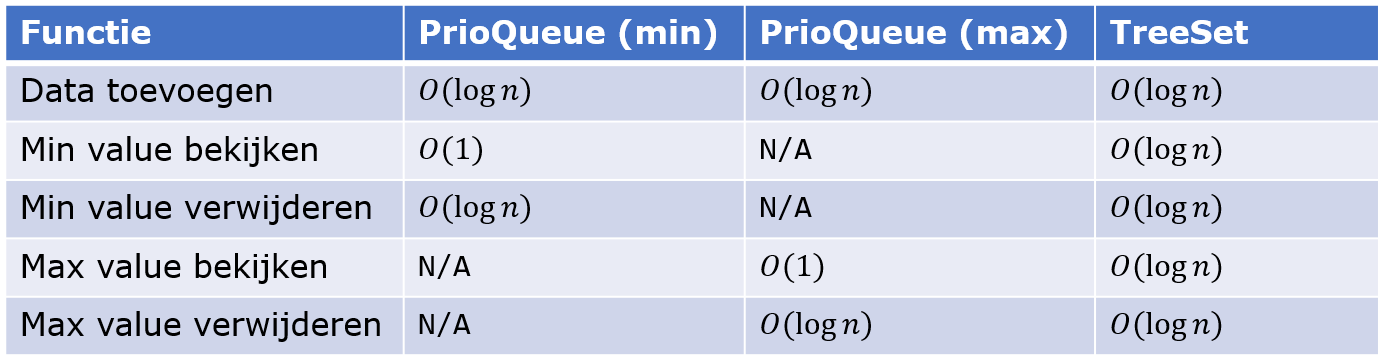 Functie PrioQueue (min) PrioQueue (max) TreeSet
Data toevoegen O(log n) O(log n) O(log n)
Min value bekijken O(1) N/A O(log n)
Min value verwijderen O(log n) N/A O(log n)
Max value bekijken N/A O(1) O(log n)
Max value verwijderen N/A O(log n) O(log n)